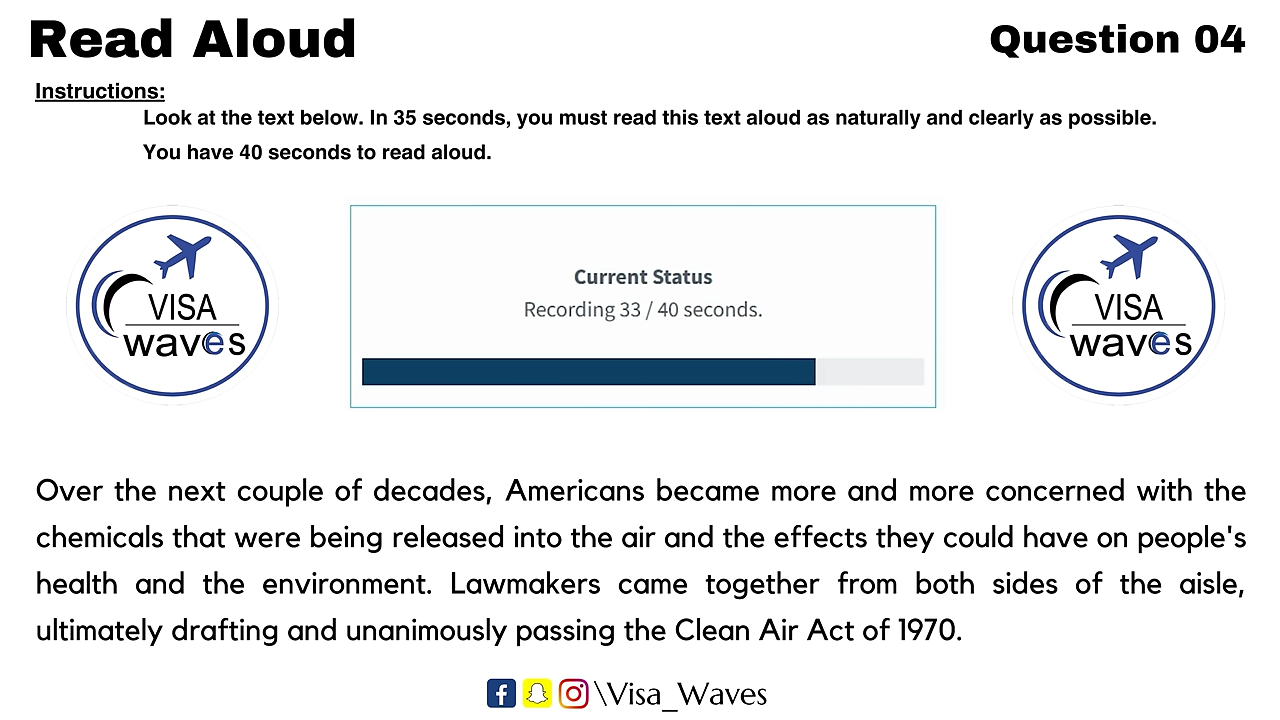 Read Aloud
Question 04
Instructions:
Look at the text below. In 35 seconds, you must read this text aloud as naturally and clearly as possible.
You have 40 seconds to read aloud.
VISA
waves
Current Status
Recording 33 / 40 seconds.
VISA
waves
Over the next couple of decades, Americans became more and more concerned with the
chemicals that were being released into the air and the effects they could have on people's
health and the environment. Lawmakers came together from both sides of the aisle,
ultimately drafting and unanimously passing the Clean Air Act of 1970.
\Visa_Waves